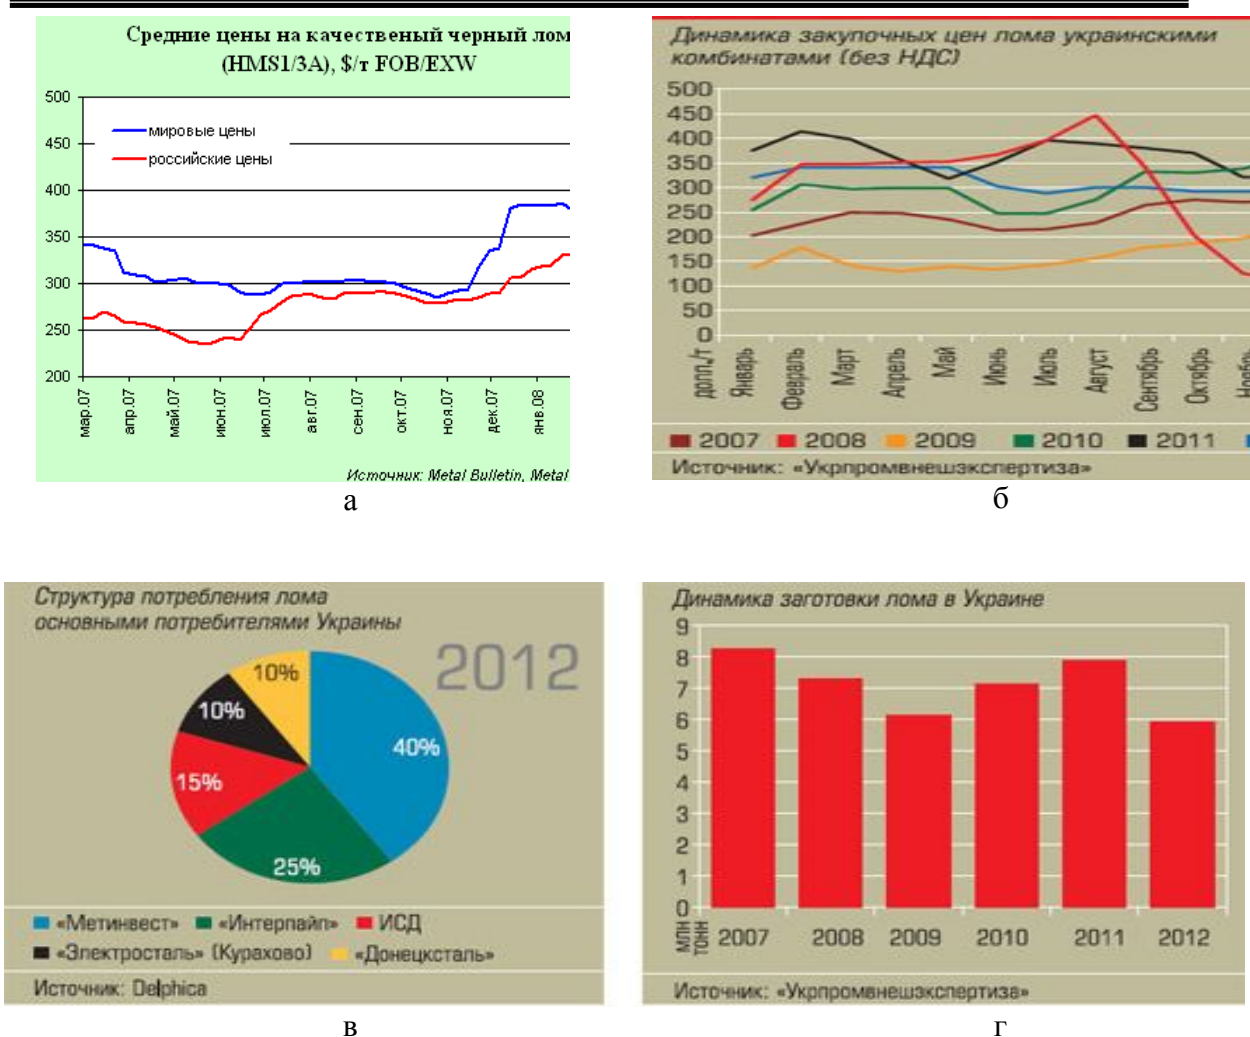 Средние цены на качественый черный лом
(HMS1/3A), $/т FOB/EXW
500
450
400
350
300
250
200
мировые цены
российские цены
мар.07
апр.07
май.07
июн.07
июл.07
авг.07
сен.07
окт.07
ноя.07
дек.07
янв.08
Источник: Metal Bulletin, Metal
а
Динамика закупочных цен лома украинскими
комбинатами (без НДС)
500
450
400
350
300
250
200
150
100
50
0
долл./т
Январь
Февраль
Март
Апрель
Май
Июнь
Июль
Август
Сентябрь
Октябрь
Ноябрь
2007 2008 2009 2010 2011
Источник: «Укрпромвнешэкспертиза»
б
Структура потребления лома
основными потребителями Украины
2012
10%
10%
40%
15%
25%
«Метинвест» «Интерпайп» ИСД
«Электросталь» (Курахово) «Донецксталь»
Источник: Delphica
в
Динамика заготовки лома в Украине
9
8
7
6
5
4
3
2
1
0
млн
тонн
2007 2008 2009 2010 2011 2012
Источник: «Укрпромвнешэкспертиза»
г